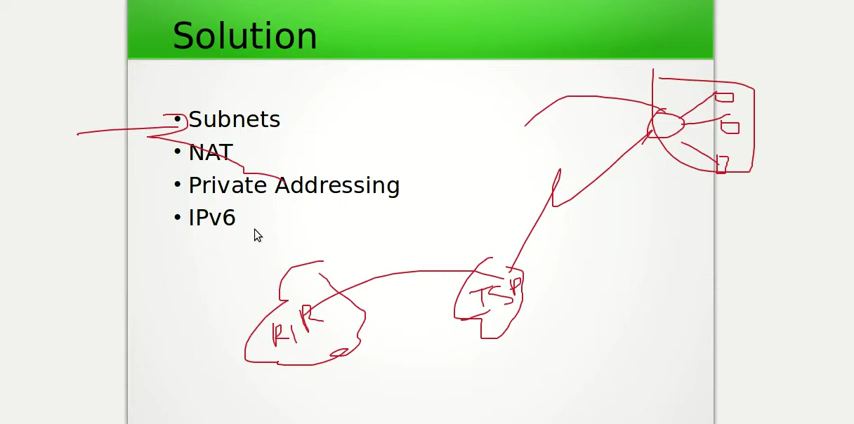 Solution
• Subnets
• NAT
• Private Addressing
• IPv6
RIR
ISP